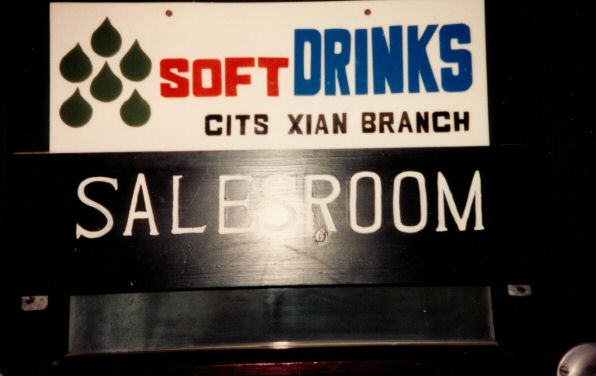 SOFT DRINKS
CITS XIAN BRANCH
SALESROOM